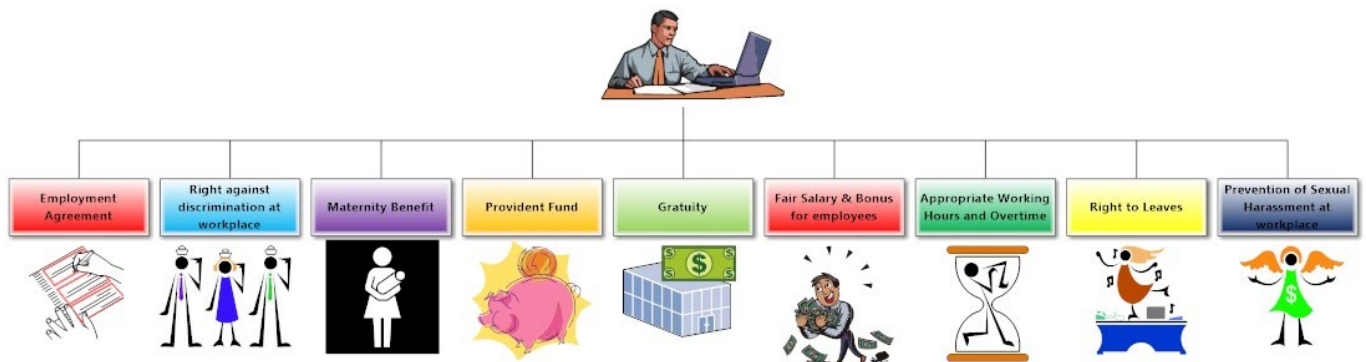 Employment
Agreement
Right against
discrimination at
workplace
Maternity Benefit
Provident Fund
Gratuity
Fair Salary & Bonus
for employees
Appropriate Working
Hours and Overtime
Right to Leaves
Prevention of Sexual
Harassment at
workplace
$
$
$
$
$
$